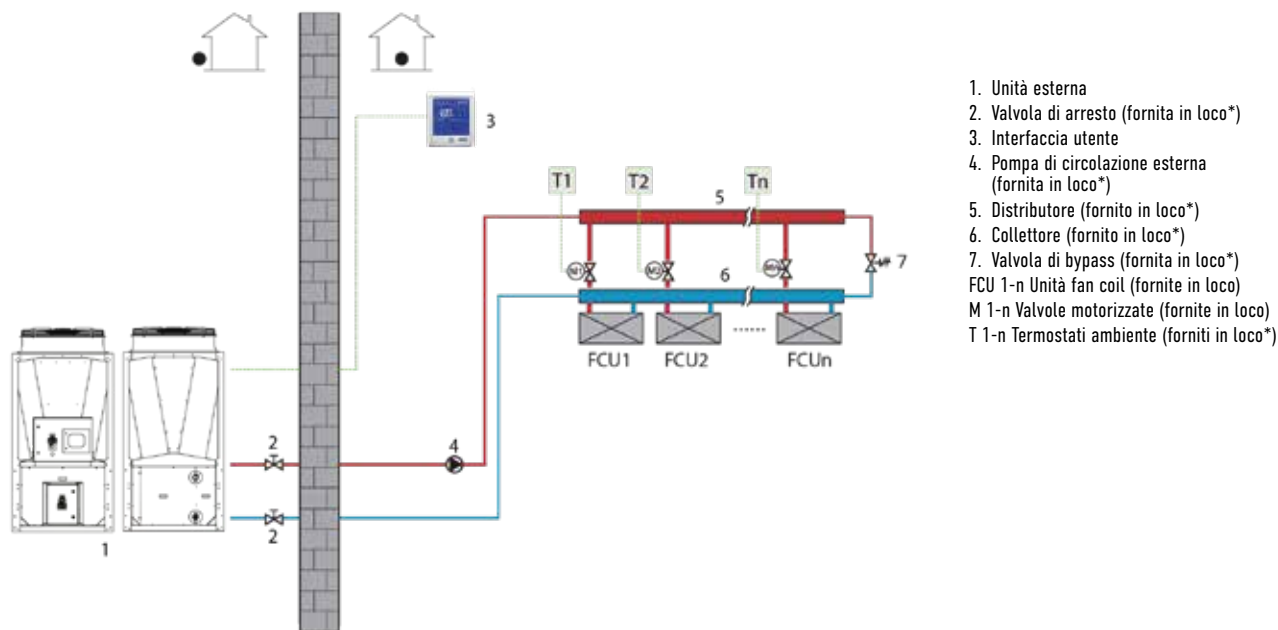 3
T1
T2
Tn
5
M1
M2
6
7
FCU1
FCU2
FCUn
2
4
2
1
1. Unità esterna
2. Valvola di arresto (fornita in loco*)
3. Interfaccia utente
4. Pompa di circolazione esterna
(fornita in loco*)
5. Distributore (fornito in loco*)
6. Collettore (fornito in loco*)
7. Valvola di bypass (fornita in loco*)
FCU 1-n Unità fan coil (fornite in loco)
M 1-n Valvole motorizzate (fornite in loco)
T 1-n Termostati ambiente (forniti in loco*)